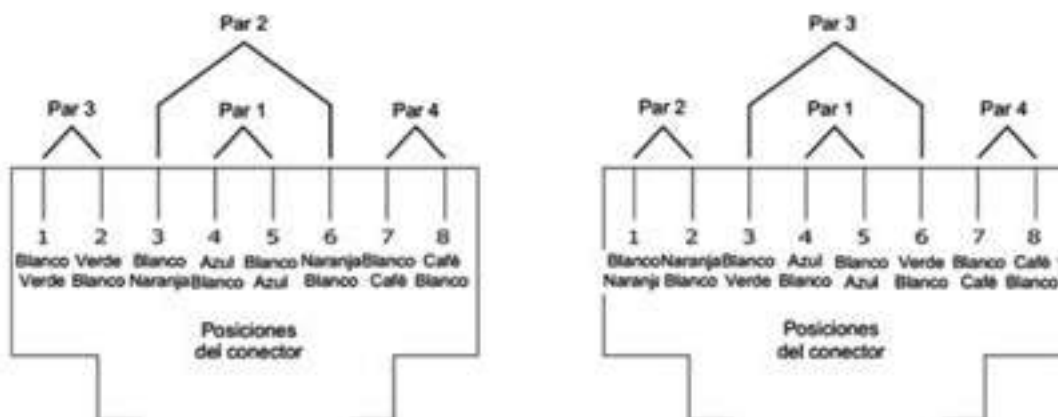 Par 2
Par 3 Par 1 Par 4
1 2 3 4 5 6 7 8
Blanco Verde Blanco Azul Blanco Naranja Blanco Café
Verde Blanco Naranja Blanco Azul Blanco Café Blanco
Posiciones
del conector
Par 3
Par 2 Par 1 Par 4
1 2 3 4 5 6 7 8
Blanco Naranja Blanco Azul Blanco Verde Blanco Café
Naranj Blanco Verde Blanco Azul Blanco Café Blanco
Posiciones
del conector